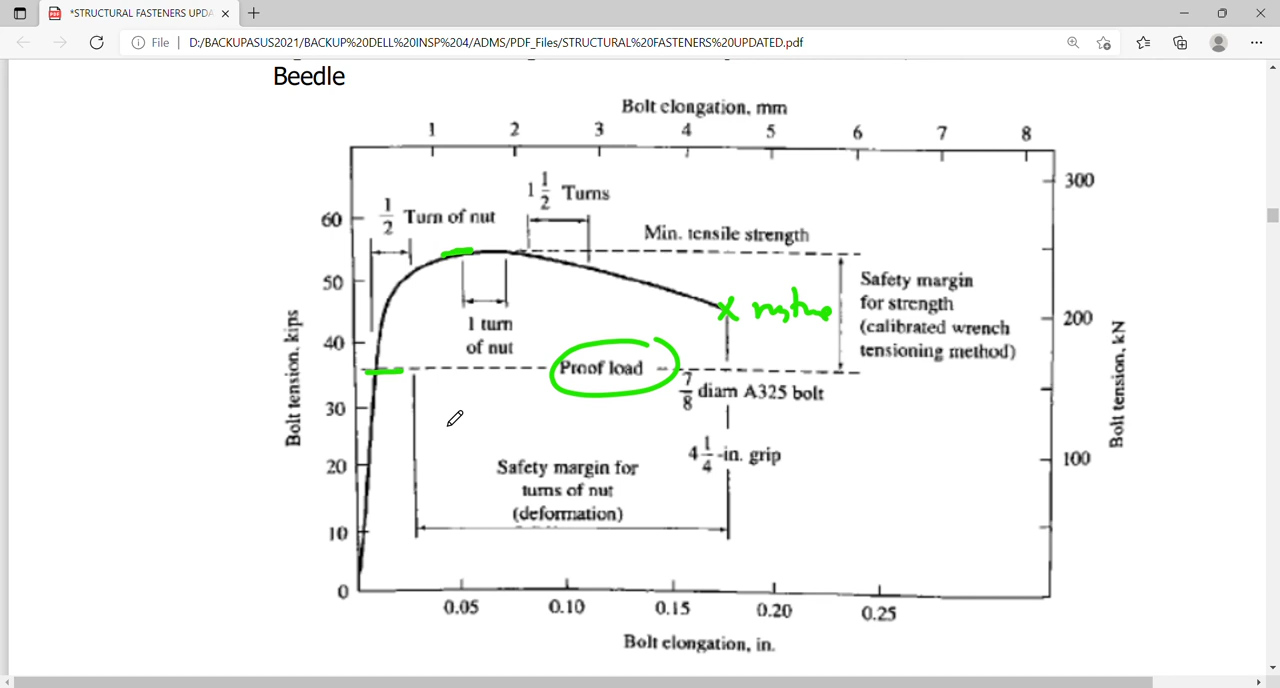 *STRUCTURAL FASTENERS UPDA
File
D:/BACKUPASUS2021/BACKUP%20DELL%20INSP%204/ADMS/PDF_Files/STRUCTURAL%20FASTENERS%20UPDATED.pdf
Beedle
Bolt elongation, mm
1 2 3 4 5 6 7 8
1 1/2 Turns
1/2 Turn of nut
Min. tensile strength
60
50
40
30
20
10
0
Bolt tension, kips
300
200
100
Bolt tension, kN
Safety margin
for strength
(calibrated wrench
tensioning method)
1 turn
of nut
rupture
Proof load
7/8 diam A325 bolt
4 1/4-in. grip
Safety margin for
turns of nut
(deformation)
0.05 0.10 0.15 0.20 0.25
Bolt elongation, in.